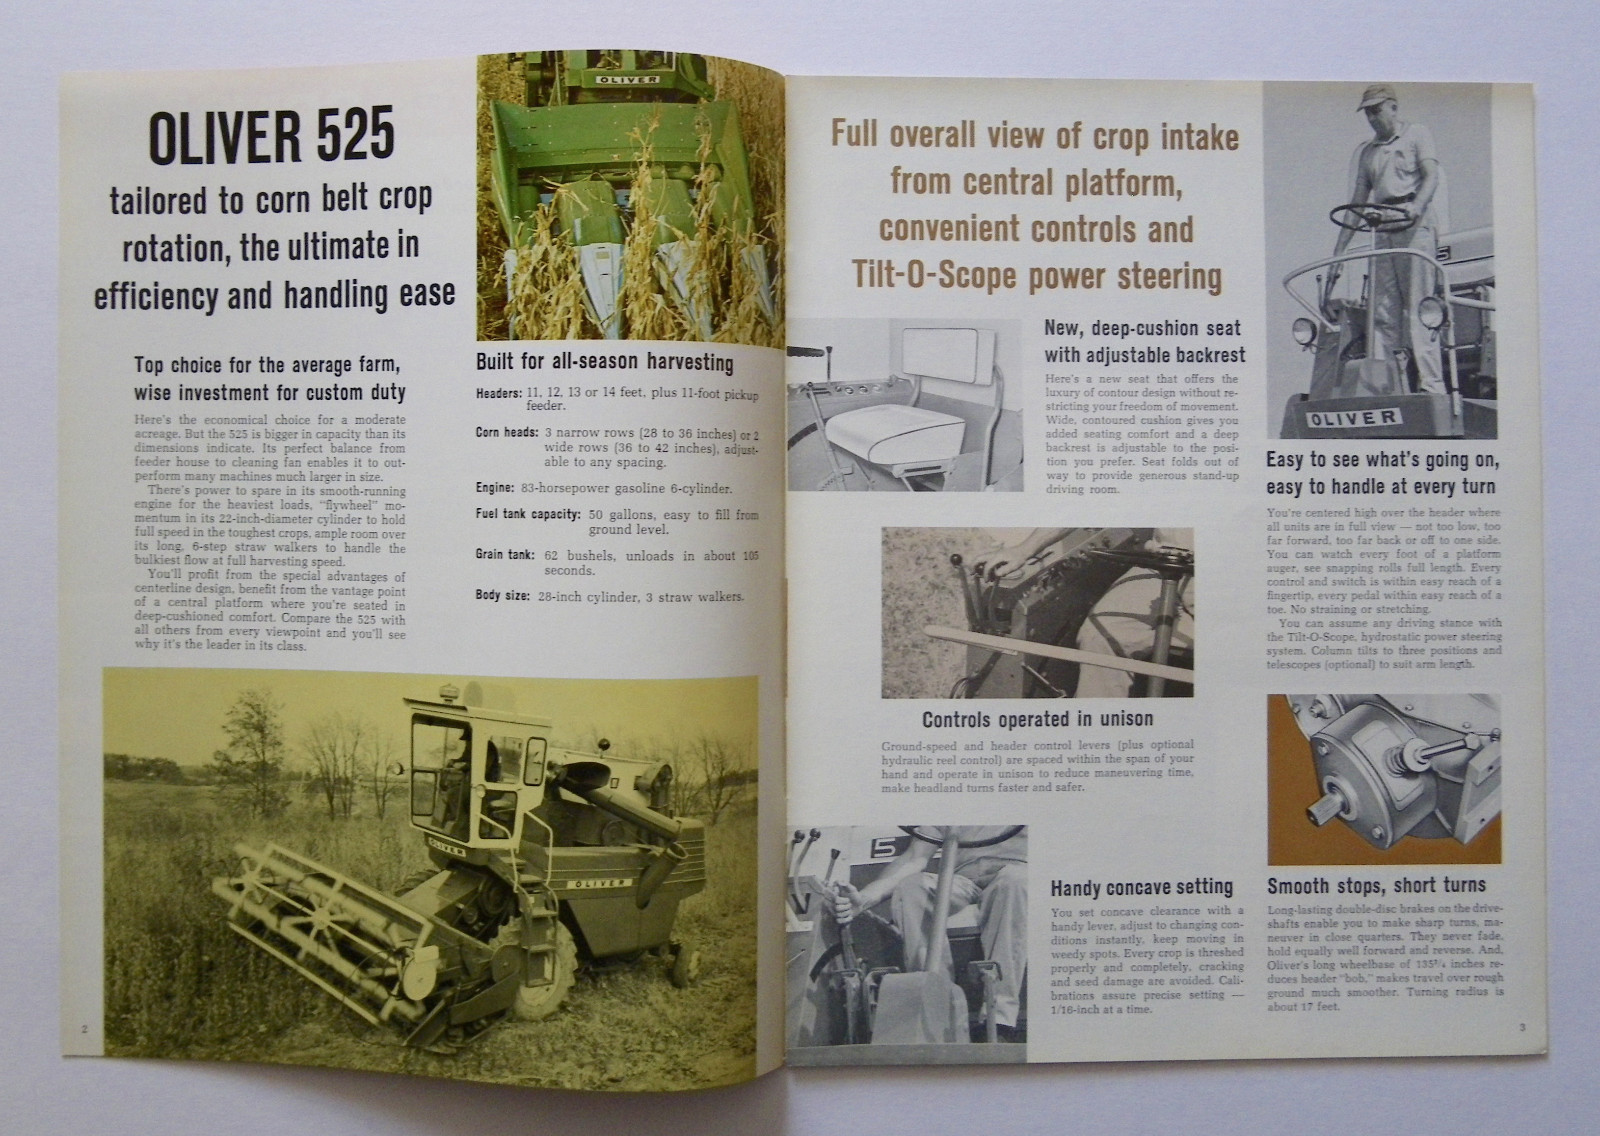 OLIVER 525
tailored to corn belt crop
rotation, the ultimate in
efficiency and handling ease
Top choice for the average farm,
wise investment for custom duty
Here's the economical choice for a moderate
acreage. But the 525 is bigger in capacity than its
dimensions indicate. Its perfect balance from
feeder house to cleaning fan enables it to out-
perform many machines much larger in size.
There's power to spare in its smooth-running
engine for the heaviest loads, "flywheel" mo-
mentum in its 22-inch-diameter cylinder to hold
full speed in the toughest crops, ample room over
its long, 6-step straw walkers to handle the
bulkiest flow at full harvesting speed.
You'll profit from the special advantages of
centerline design, benefit from the vantage point
of a central platform where you're seated in
deep-cushioned comfort. Compare the 525 with
all others from every viewpoint and you'll see
why it's the leader in its class.
OLIVER
Built for all-season harvesting
Headers: 11, 12, 13 or 14 feet, plus 11-foot pickup
feeder.
Corn heads: 3 narrow rows (28 to 36 inches) or 2
wide rows (36 to 42 inches), adjust-
able to any spacing.
Engine: 83-horsepower gasoline 6-cylinder.
Fuel tank capacity: 50 gallons, easy to fill from
ground level.
Grain tank: 62 bushels, unloads in about 105
seconds.
Body size: 28-inch cylinder, 3 straw walkers.
OLIVER
OLIVER
2
Full overall view of crop intake
from central platform,
convenient controls and
Tilt-O-Scope power steering
New, deep-cushion seat
with adjustable backrest
Here's a new seat that offers the
luxury of contour design without re-
stricting your freedom of movement.
Wide, contoured cushion gives you
added seating comfort and a deep
backrest is adjustable to the posi-
tion you prefer. Seat folds out of
way to provide generous stand-up
driving room.
Controls operated in unison
Ground-speed and header control levers (plus optional
hydraulic reel control) are spaced within the span of your
hand and operate in unison to reduce maneuvering time,
make headland turns faster and safer.
5
Handy concave setting
You set concave clearance with a
handy lever, adjust to changing con-
ditions instantly, keep moving in
weedy spots. Every crop is threshed
properly and completely, cracking
and seed damage are avoided. Cali-
brations assure precise setting —
1/16-inch at a time.
5
OLIVER
Easy to see what's going on,
easy to handle at every turn
You're centered high over the header where
all units are in full view — not too low, too
far forward, too far back or off to one side.
You can watch every foot of a platform
auger, see snapping rolls full length. Every
control and switch is within easy reach of a
fingertip, every pedal within easy reach of a
toe. No straining or stretching.
You can assume any driving stance with
the Tilt-O-Scope, hydrostatic power steering
system. Column tilts to three positions and
telescopes (optional) to suit arm length.
Smooth stops, short turns
Long-lasting double-disc brakes on the drive-
shafts enable you to make sharp turns, ma-
neuver in close quarters. They never fade,
hold equally well forward and reverse. And,
Oliver's long wheelbase of 135¾ inches re-
duces header "bob," makes travel over rough
ground much smoother. Turning radius is
about 17 feet.
3